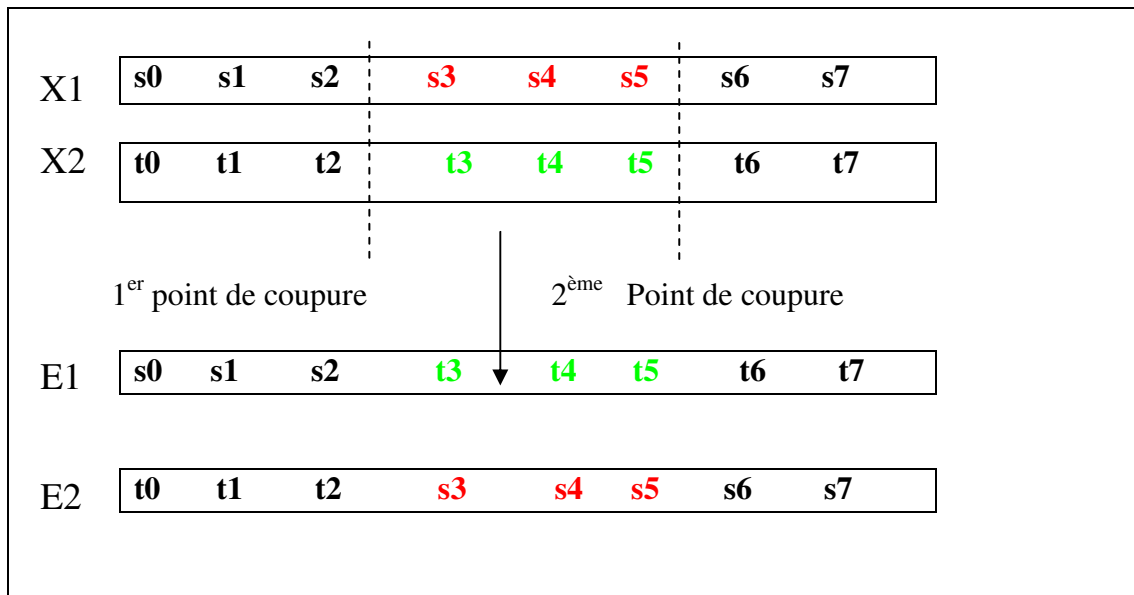 X1 s0 s1 s2 s3 s4 s5 s6 s7
X2 t0 t1 t2 t3 t4 t5 t6 t7
1er point de coupure 2ème Point de coupure
E1 s0 s1 s2 t3 t4 t5 t6 t7
E2 t0 t1 t2 s3 s4 s5 s6 s7